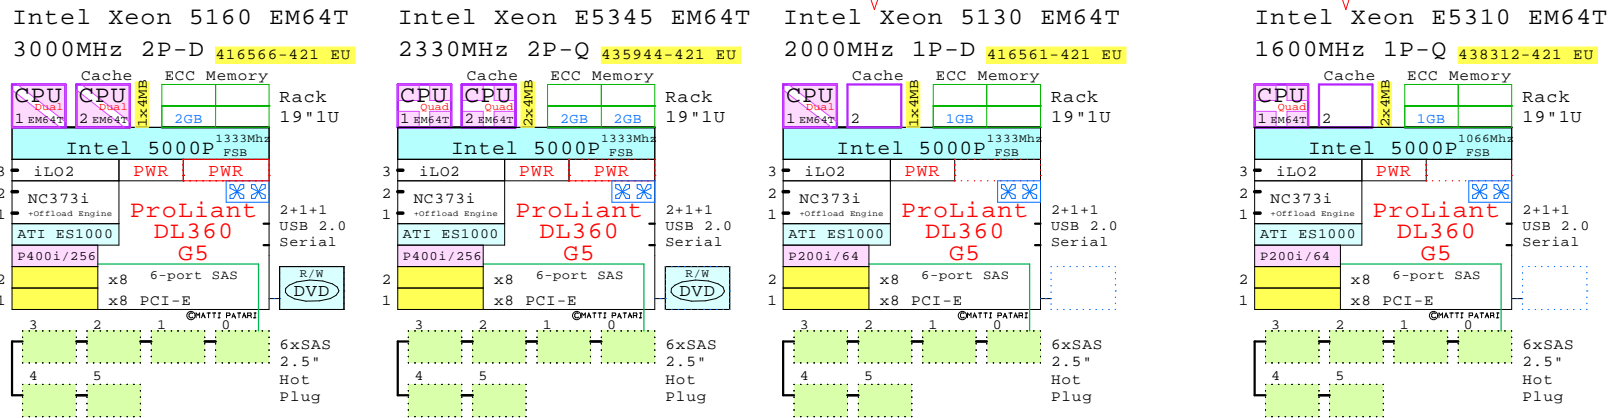 Intel Xeon 5160 EM64T
3000MHz 2P-D 416566-421 EU
Cache ECC Memory
CPU CPU
Dual Dual
1 EM64T 2 EM64T
1x4MB
2GB
Rack
19"1U
Intel 5000P 1333Mhz
FSB
3 iLO2 PWR PWR
2 NC373i
1 +Offload Engine
ProLiant
DL360
G5
ATI ES1000
P400i/256
2+1+1
USB 2.0
Serial
6-port SAS
2 x8
1 x8 PCI-E
R/W
DVD
©MATTI PATARI
3 2 1 0
4 5
6xSAS
2.5"
Hot
Plug
Intel Xeon E5345 EM64T
2330MHz 2P-Q 435944-421 EU
Cache ECC Memory
CPU CPU
Quad Quad
1 EM64T 2 EM64T
2x4MB
2GB 2GB
Rack
19"1U
Intel 5000P 1333Mhz
FSB
3 iLO2 PWR PWR
2 NC373i
1 +Offload Engine
ProLiant
DL360
G5
ATI ES1000
P400i/256
2+1+1
USB 2.0
Serial
6-port SAS
2 x8
1 x8 PCI-E
R/W
DVD
©MATTI PATARI
3 2 1 0
4 5
6xSAS
2.5"
Hot
Plug
Intel Xeon 5130 EM64T
2000MHz 1P-D 416561-421 EU
Cache ECC Memory
CPU
Dual
1 EM64T 2
1x4MB
1GB
Rack
19"1U
Intel 5000P 1333Mhz
FSB
3 iLO2 PWR
2 NC373i
1 +Offload Engine
ProLiant
DL360
G5
ATI ES1000
P200i/64
2+1+1
USB 2.0
Serial
6-port SAS
2 x8
1 x8 PCI-E
©MATTI PATARI
3 2 1 0
4 5
6xSAS
2.5"
Hot
Plug
Intel Xeon E5310 EM64T
1600MHz 1P-Q 438312-421 EU
Cache ECC Memory
CPU
Quad
1 EM64T 2
2x4MB
1GB
Rack
19"1U
Intel 5000P 1066Mhz
FSB
3 iLO2 PWR
2 NC373i
1 +Offload Engine
ProLiant
DL360
G5
ATI ES1000
P200i/64
2+1+1
USB 2.0
Serial
6-port SAS
2 x8
1 x8 PCI-E
©MATTI PATARI
3 2 1 0
4 5
6xSAS
2.5"
Hot
Plug